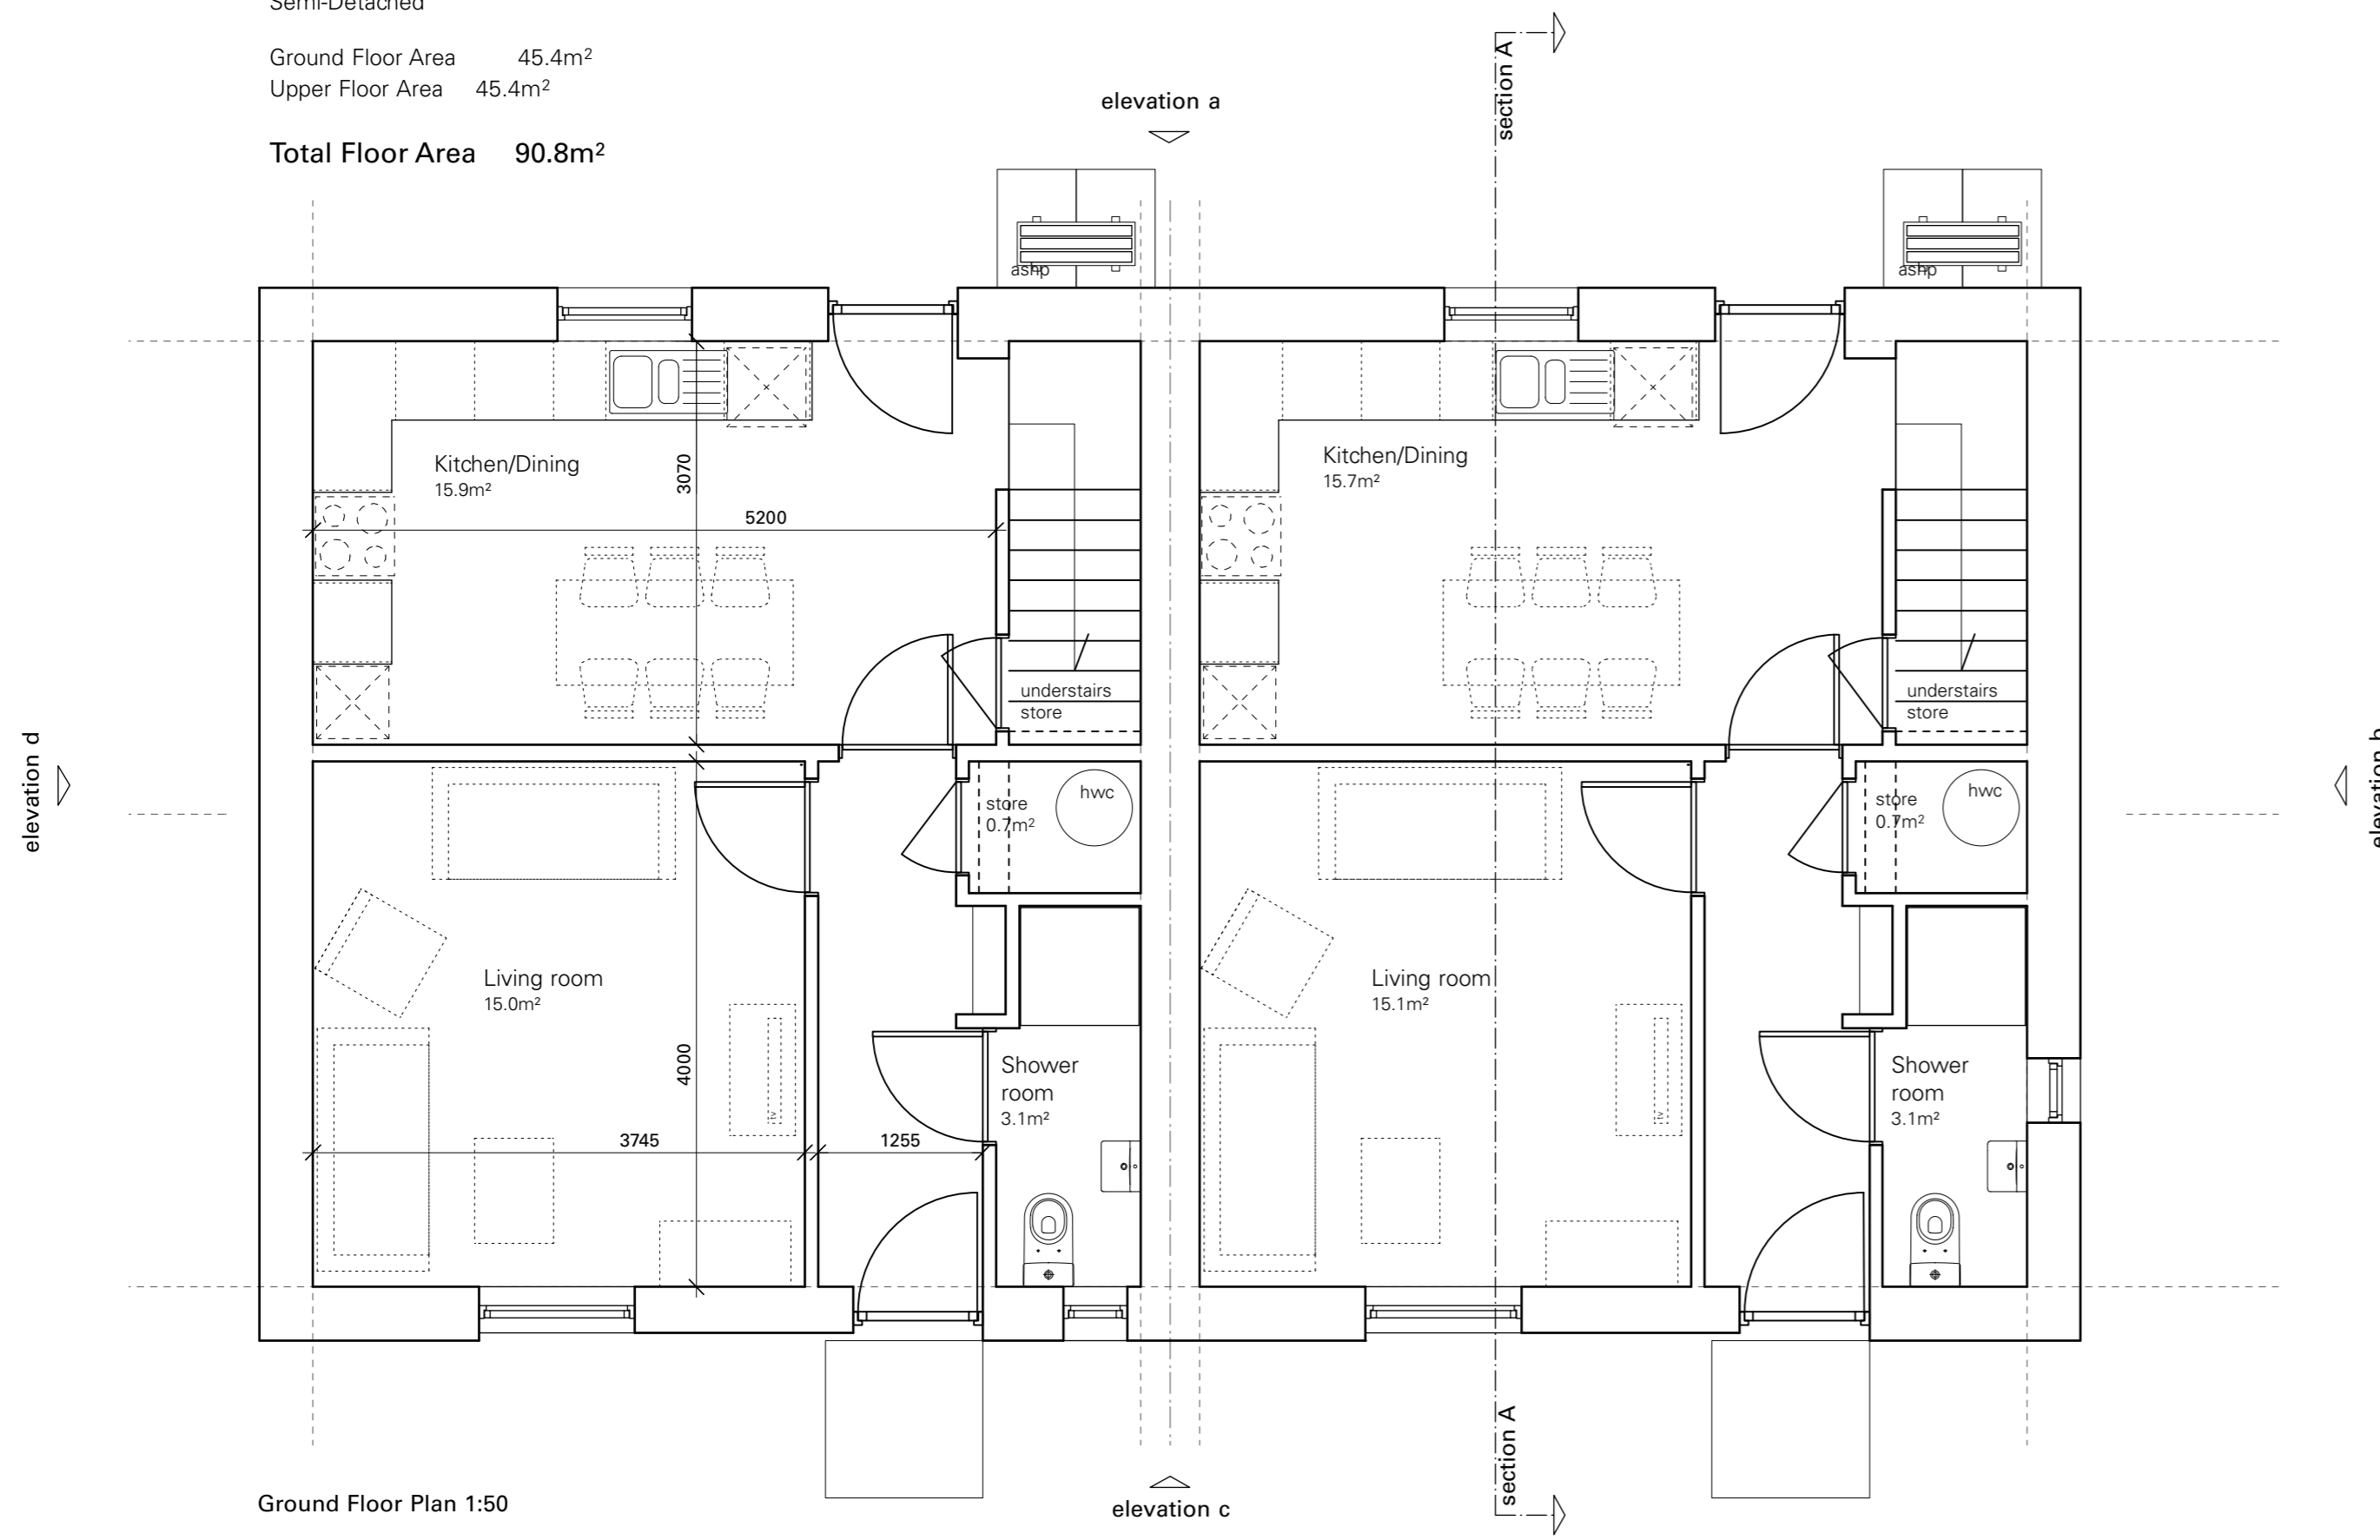 Semi-Detached
Ground Floor Area 45.4m²
Upper Floor Area 45.4m²
Total Floor Area 90.8m²
elevation a
section A
ashp
ashp
Kitchen/Dining
15.9m²
3070
5200
Kitchen/Dining
15.7m²
understairs
store
understairs
store
elevation d
elevation b
store
0.7m²
hwc
store
0.7m²
hwc
Living room
15.0m²
4000
Living room
15.1m²
Shower
room
3.1m²
Shower
room
3.1m²
tv
tv
3745
1255
section A
Ground Floor Plan 1:50
elevation c